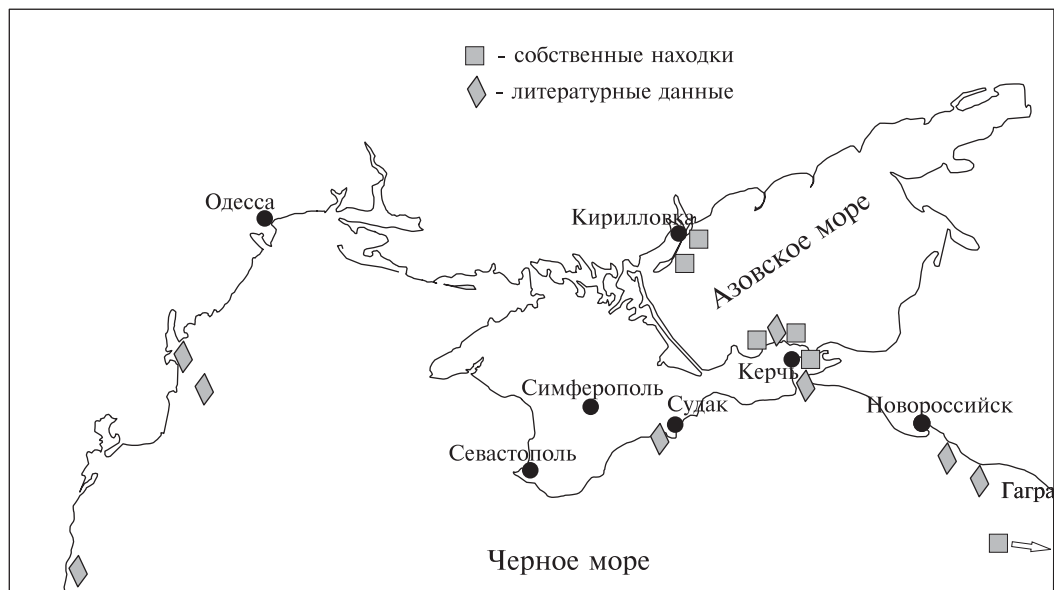 - собственные находки
- литературные данные
Одесса
Кирилловка
Азовское море
Керчь
Симферополь
Судак
Новороссийск
Севастополь
Гагра
Черное море